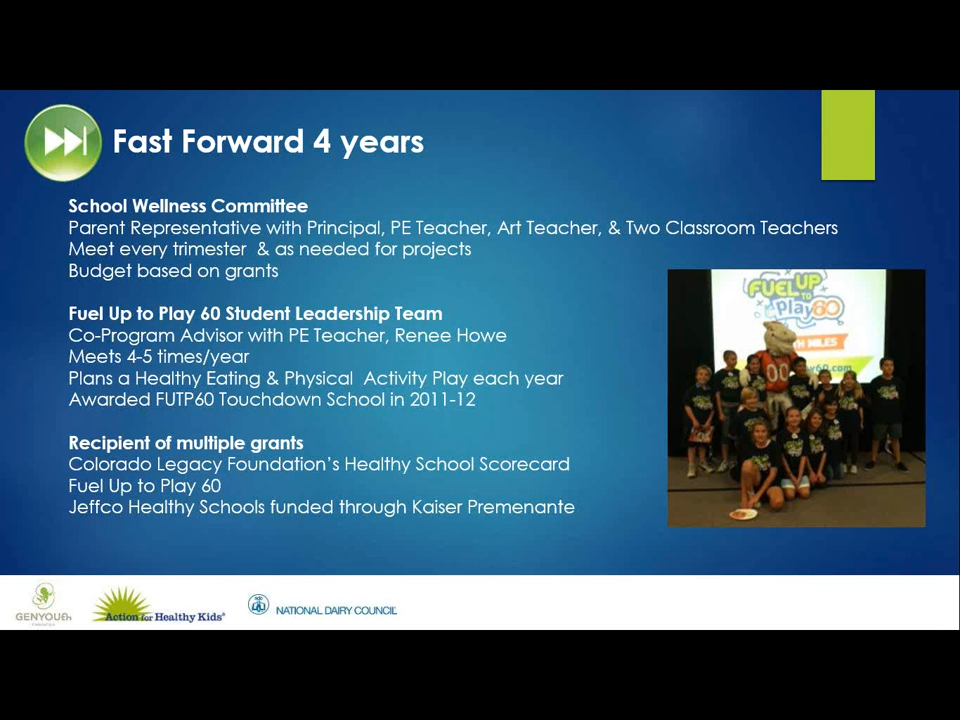 Fast Forward 4 years
School Wellness Committee
Parent Representative with Principal, PE Teacher, Art Teacher, & Two Classroom Teachers
Meet every trimester & as needed for projects
Budget based on grants
Fuel Up to Play 60 Student Leadership Team
Co-Program Advisor with PE Teacher, Renee Howe
Meets 4-5 times/year
Plans a Healthy Eating & Physical Activity Play each year
Awarded FUTP60 Touchdown School in 2011-12
Recipient of multiple grants
Colorado Legacy Foundation's Healthy School Scorecard
Fuel Up to Play 60
Jeffco Healthy Schools funded through Kaiser Premenante
FUEL UP
TO
Play 60
MILES
00
GENYOUth
Action for Healthy Kids®
NATIONAL DAIRY COUNCIL